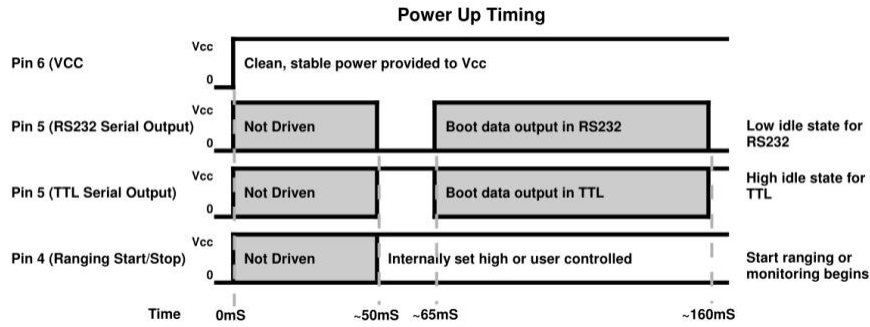 Power Up Timing
Pin 6 (VCC
Vcc
0
Clean, stable power provided to Vcc
Pin 5 (RS232 Serial Output)
Vcc
0
Not Driven
Boot data output in RS232
Low idle state for
RS232
Pin 5 (TTL Serial Output)
Vcc
0
Not Driven
Boot data output in TTL
High idle state for
TTL
Pin 4 (Ranging Start/Stop)
Vcc
0
Not Driven
Internally set high or user controlled
Start ranging or
monitoring begins
Time 0mS ~50mS ~65mS ~160mS